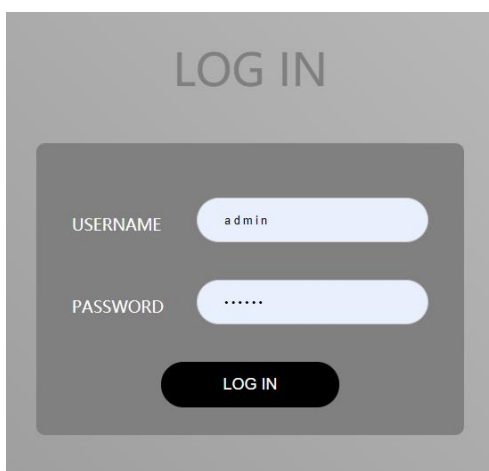 LOG IN
USERNAME
admin
PASSWORD
••••••
LOG IN